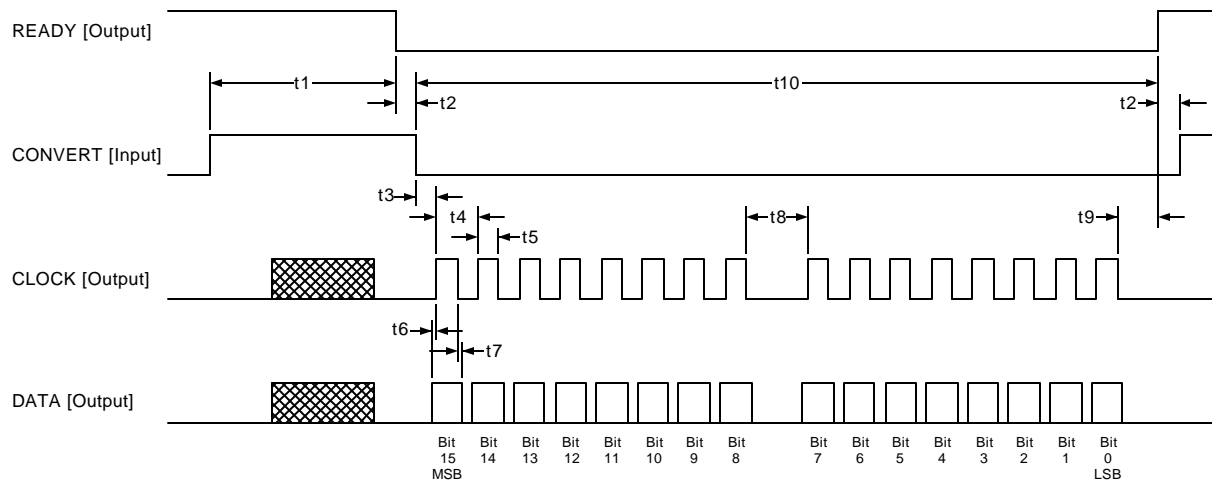 READY [Output]
t1
t10
t2
t2
CONVERT [Input]
t3
t4
t8
t9
t5
CLOCK [Output]
t6
t7
DATA [Output]
Bit 15 MSB
Bit 14
Bit 13
Bit 12
Bit 11
Bit 10
Bit 9
Bit 8
Bit 7
Bit 6
Bit 5
Bit 4
Bit 3
Bit 2
Bit 1
Bit 0 LSB